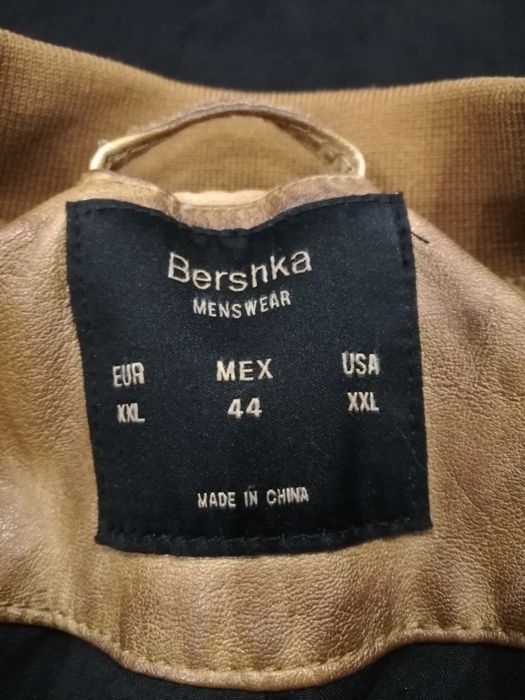 Bershka
MENSWEAR
EUR MEX USA
XXL 44 XXL
MADE IN CHINA